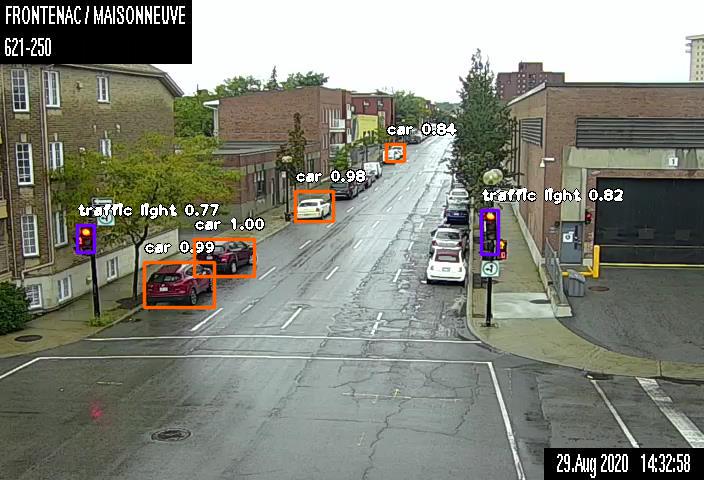 FRONTENAC / MAISONNEUVE
621-250
car 0.84
car 0.98
traffic light 0.82
traffic light 0.77
car 1.00
car 0.99
1
29.Aug 2020 14:32:58